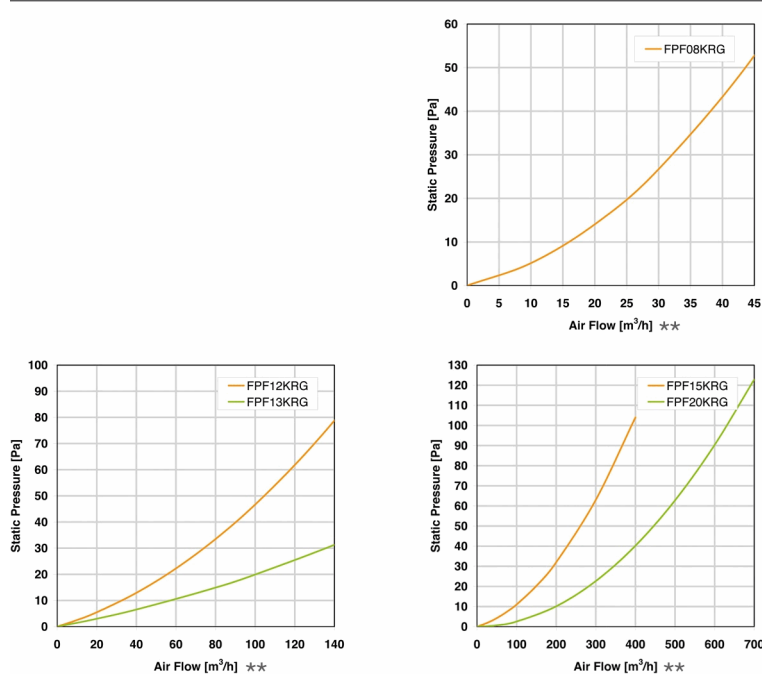 60
50
40
30
20
10
0
Static Pressure [Pa]
FPF08KRG
0 5 10 15 20 25 30 35 40 45
Air Flow [m³/h] **
100
90
80
70
60
50
40
30
20
10
0
Static Pressure [Pa]
FPF12KRG
FPF13KRG
0 20 40 60 80 100 120 140
Air Flow [m³/h] **
130
120
110
100
90
80
70
60
50
40
30
20
10
0
Static Pressure [Pa]
FPF15KRG
FPF20KRG
0 100 200 300 400 500 600 700
Air Flow [m³/h] **